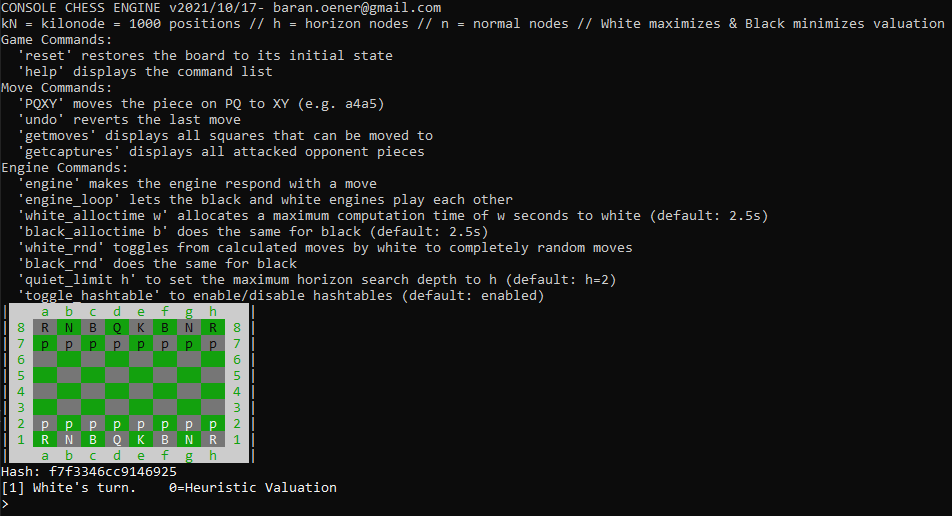 CONSOLE CHESS ENGINE v2021/10/17- baran.oener@gmail.com
kN = kilonode = 1000 positions // h = horizon nodes // n = normal nodes // White maximizes & Black minimizes valuation
Game Commands:
  'reset' restores the board to its initial state
  'help' displays the command list
Move Commands:
  'PQXY' moves the piece on PQ to XY (e.g. a4a5)
  'undo' reverts the last move
  'getmoves' displays all squares that can be moved to
  'getcaptures' displays all attacked opponent pieces
Engine Commands:
  'engine' makes the engine respond with a move
  'engine_loop' lets the black and white engines play each other
  'white_alloctime w' allocates a maximum computation time of w seconds to white (default: 2.5s)
  'black_alloctime b' does the same for black (default: 2.5s)
  'white_rnd' toggles from calculated moves by white to completely random moves
  'black_rnd' does the same for black
  'quiet_limit h' to set the maximum horizon search depth to h (default: h=2)
  'toggle_hashtable' to enable/disable hashtables (default: enabled)
|    a  b  c  d  e  f  g  h    |
| 8  R  N  B  Q  K  B  N  R  8 |
| 7  p  p  p  p  p  p  p  p  7 |
| 6                          6 |
| 5                          5 |
| 4                          4 |
| 3                          3 |
| 2  p  p  p  p  p  p  p  p  2 |
| 1  R  N  B  Q  K  B  N  R  1 |
|    a  b  c  d  e  f  g  h    |
Hash: f7f3346cc9146925
[1] White's turn.    0=Heuristic Valuation
>